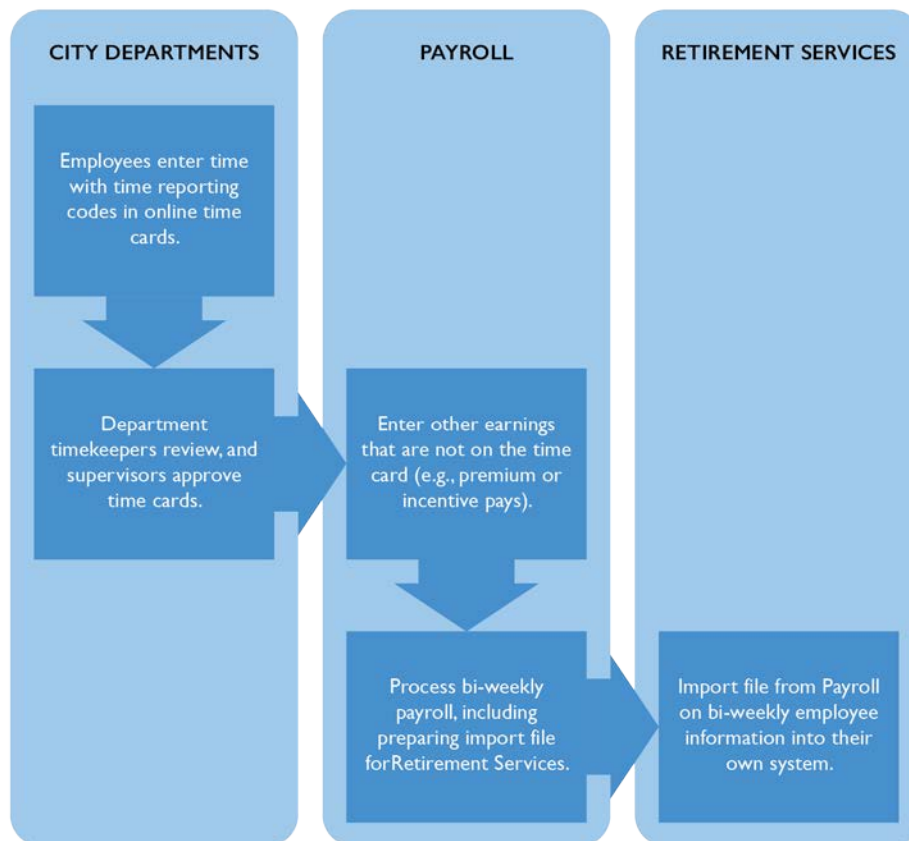 CITY DEPARTMENTS
PAYROLL
RETIREMENT SERVICES
Employees enter time
with time reporting
codes in online time
cards.
Department
timekeepers review, and
supervisors approve
time cards.
Enter other earnings
that are not on the time
card (e.g., premium or
incentive pays).
Process bi-weekly
payroll, including
preparing import file
forRetirement Services.
Import file from Payroll
on bi-weekly employee
information into their
own system.